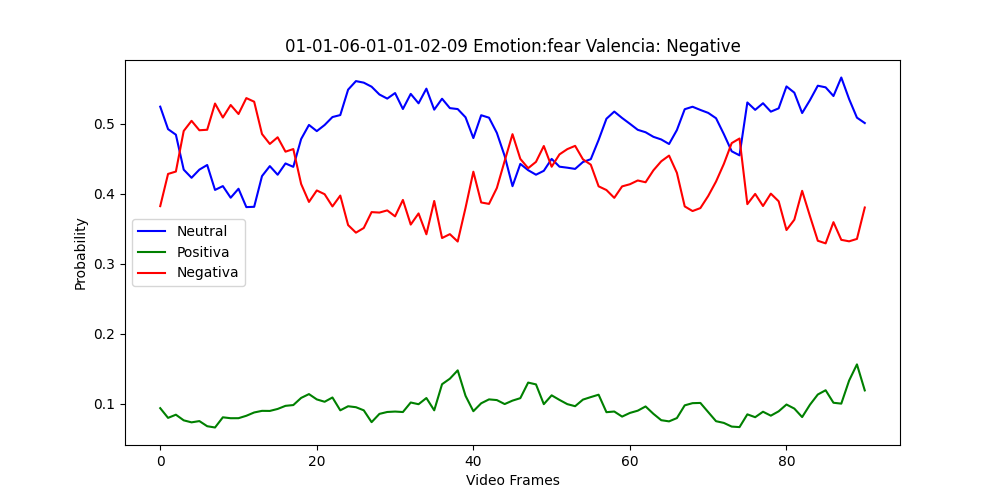 01-01-06-01-01-02-09 Emotion:fear Valencia: Negative
Probability
0.5
0.4
0.3
0.2
0.1
Neutral
Positiva
Negativa
0 20 40 60 80
Video Frames